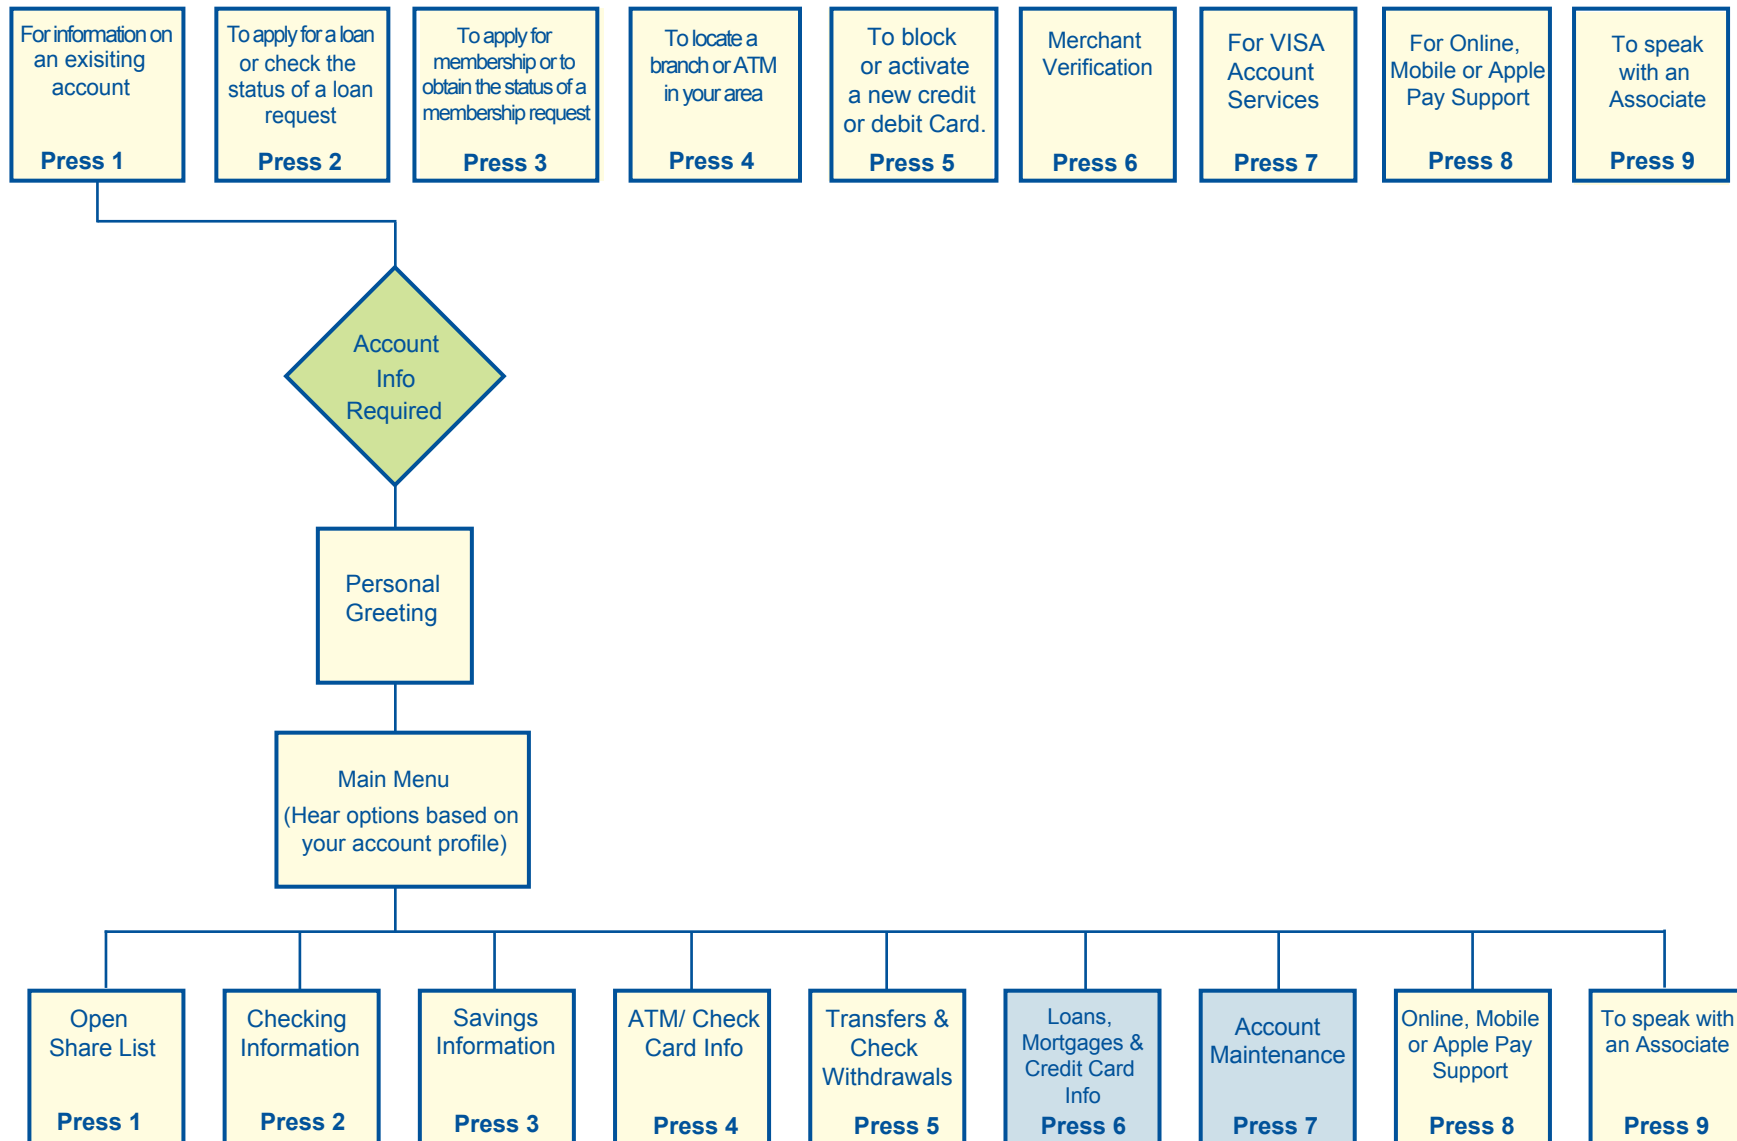 For information on
an exisiting
account
Press 1
To apply for a loan
or check the
status of a loan
request
Press 2
To apply for
membership or to
obtain the status of a
membership request
Press 3
To locate a
branch or ATM
in your area
Press 4
To block
or activate
a new credit
or debit Card.
Press 5
Merchant
Verification
Press 6
For VISA
Account
Services
Press 7
For Online,
Mobile or Apple
Pay Support
Press 8
To speak
with an
Associate
Press 9
Account
Info
Required
Personal
Greeting
Main Menu
(Hear options based on
your account profile)
Open
Share List
Press 1
Checking
Information
Press 2
Savings
Information
Press 3
ATM/ Check
Card Info
Press 4
Transfers &
Check
Withdrawals
Press 5
Loans,
Mortgages &
Credit Card
Info
Press 6
Account
Maintenance
Press 7
Online, Mobile
or Apple Pay
Support
Press 8
To speak with
an Associate
Press 9